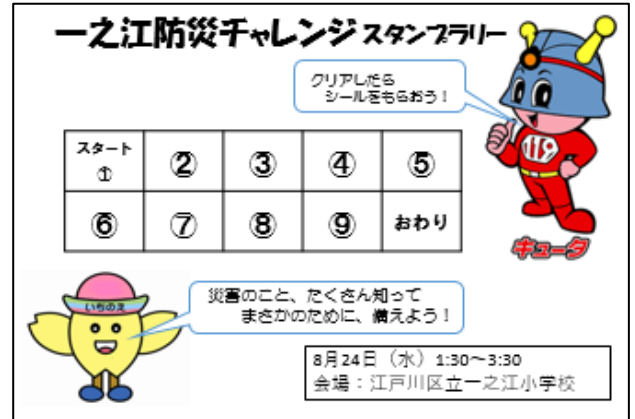 一之江防災チャレンジ スタンプラリー
クリアしたら
シールをもらおう！
119
スタート
① ② ③ ④ ⑤
⑥ ⑦ ⑧ ⑨ おわり
キュータ
いちのえ
災害のこと、たくさん知って
まさかのために、備えよう！
8月24日（水）1:30～3:30
会場：江戸川区立一之江小学校